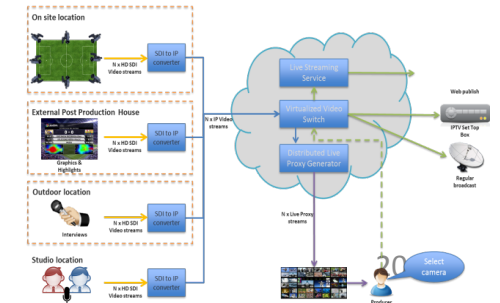 On site location
N x HD SDI
Video streams
SDI to IP
converter
External Post Production House
Graphics &
Highlights
N x HD SDI
Video streams
SDI to IP
converter
Outdoor location
Interviews
N x HD SDI
Video streams
SDI to IP
converter
Studio location
N x HD SDI
Video streams
SDI to IP
converter
N x IP Video
streams
Live Streaming
Service
Virtualized Video
Switch
Distributed Live
Proxy Generator
N x Live Proxy
streams
Web publish
IPTV Set Top
Box
Regular
broadcast
20
Select
camera
Producer